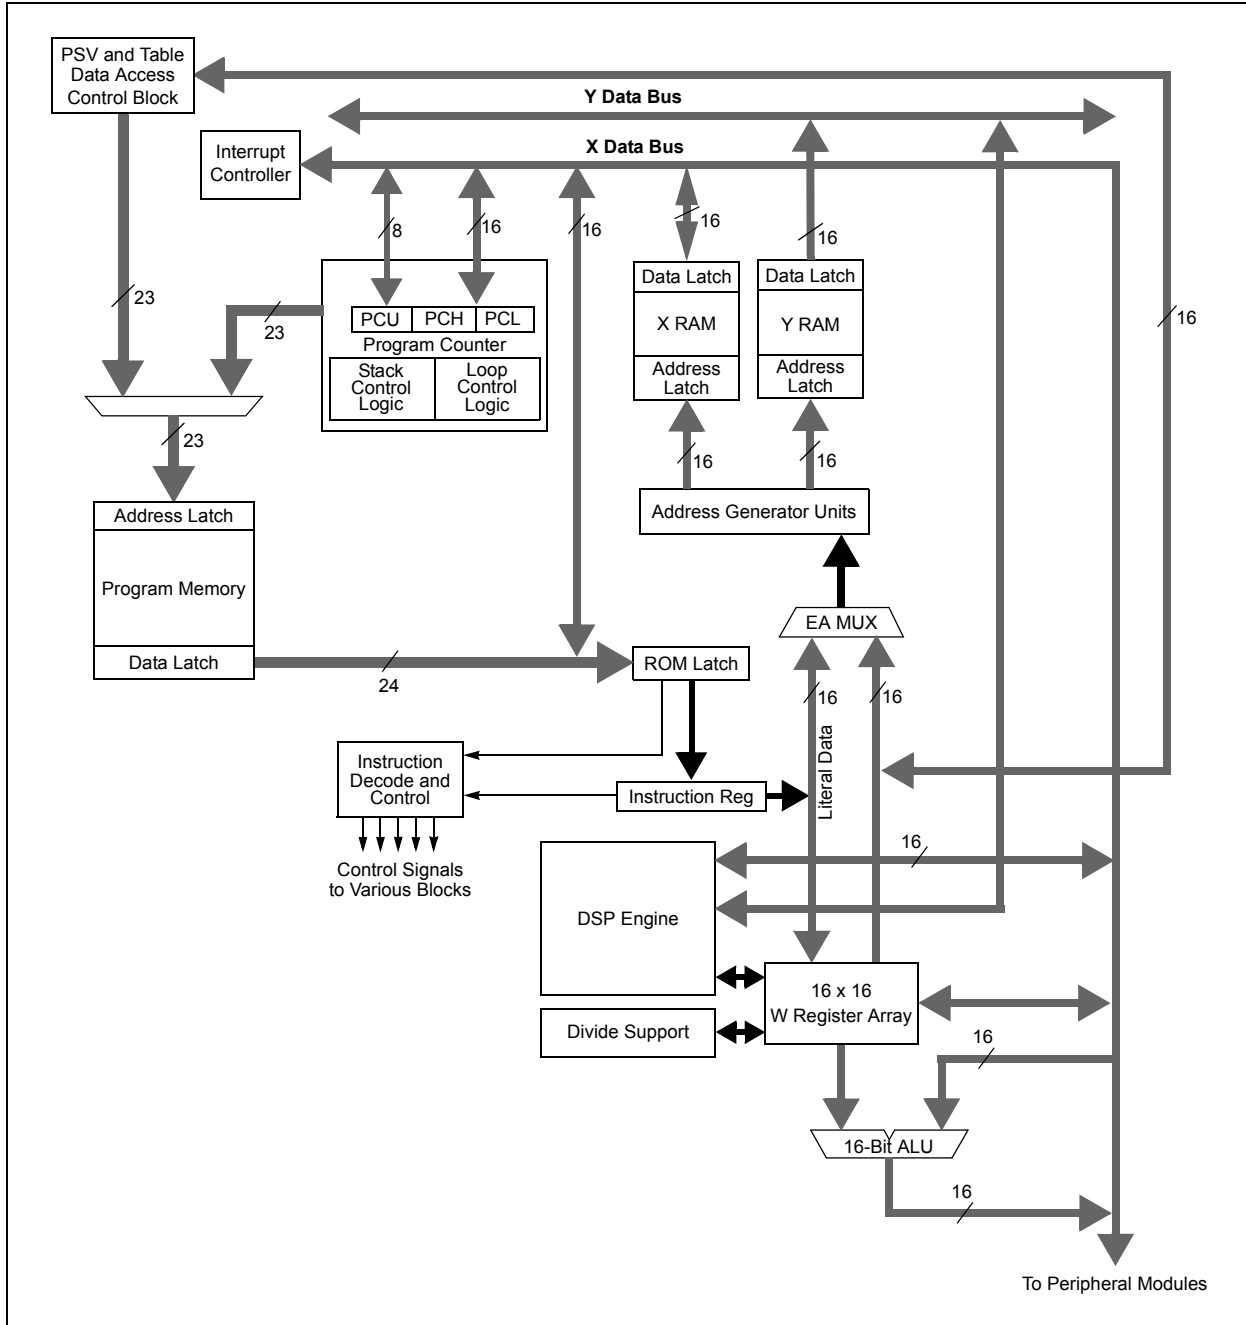 PSV and Table
Data Access
Control Block
Y Data Bus
Interrupt
Controller
X Data Bus
8
16
16
16
16
23
23
16
PCU
PCH
PCL
Program Counter
Stack
Control
Logic
Loop
Control
Logic
Data Latch
X RAM
Address
Latch
Data Latch
Y RAM
Address
Latch
23
16
16
Address Latch
Program Memory
Data Latch
Address Generator Units
EA MUX
24
ROM Latch
16
16
Literal Data
Instruction
Decode and
Control
Instruction Reg
Control Signals
to Various Blocks
16
DSP Engine
16 x 16
W Register Array
Divide Support
16
16-Bit ALU
16
To Peripheral Modules